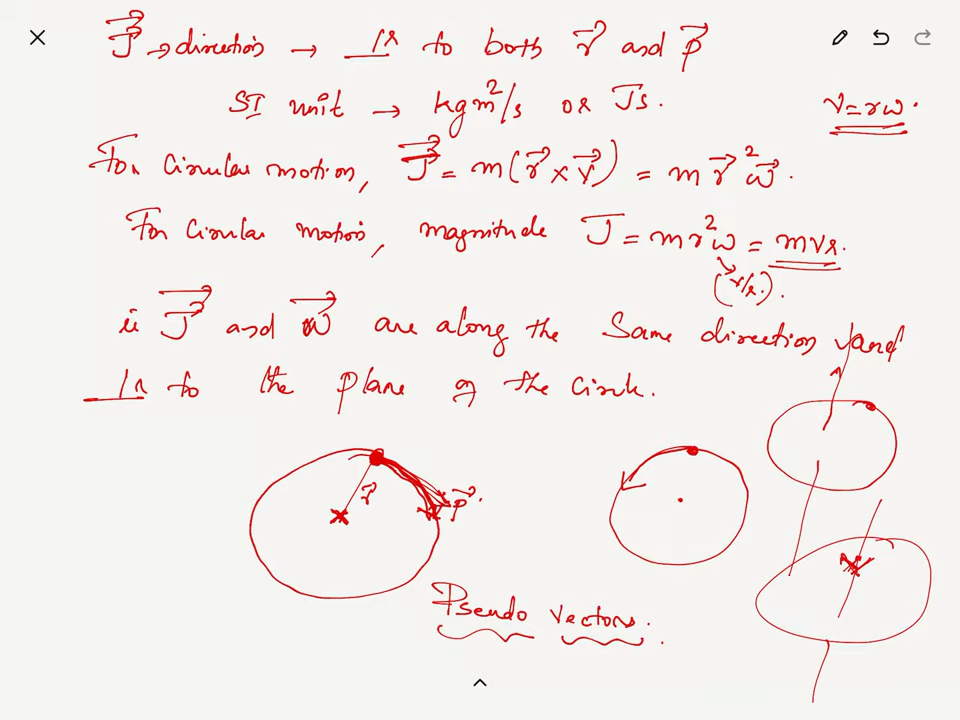 J⃗ → direction → ⊥r to both r⃗ and p⃗
SI unit → kgm²/s or Js.
v = rω.
For Circular motion, J⃗ = m(r⃗ × v⃗) = m r⃗² ω⃗.
For Circular motion, magnitude J = mr²ω = mvr.
(v/r).
ie J⃗ and ω⃗ are along the Same direction and
⊥r to the plane of the Circle.
r⃗
p⃗.
Pseudo vectors.